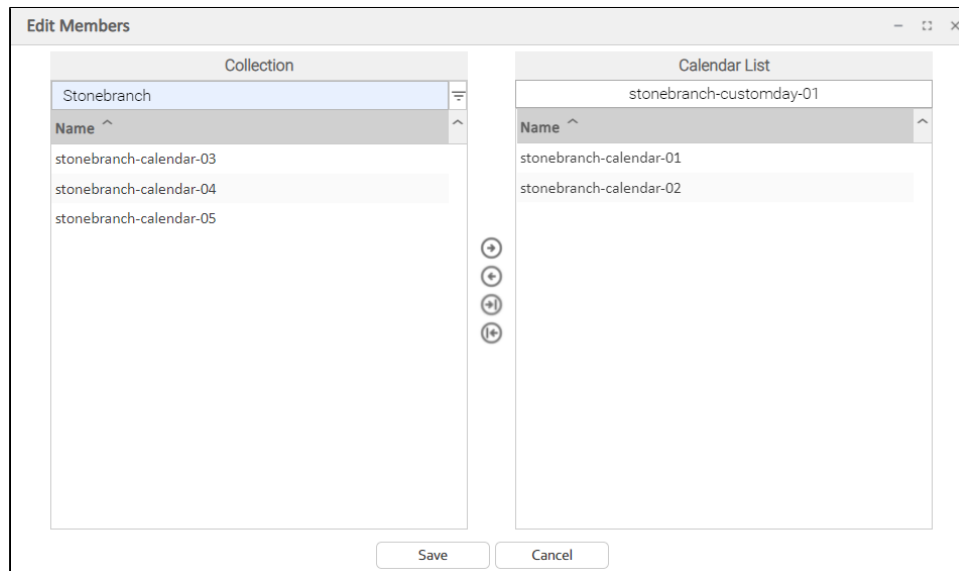 Edit Members
Collection
Calendar List
Stonebranch
stonebranch-customday-01
Name
Name
stonebranch-calendar-03
stonebranch-calendar-01
stonebranch-calendar-04
stonebranch-calendar-02
stonebranch-calendar-05
Save
Cancel